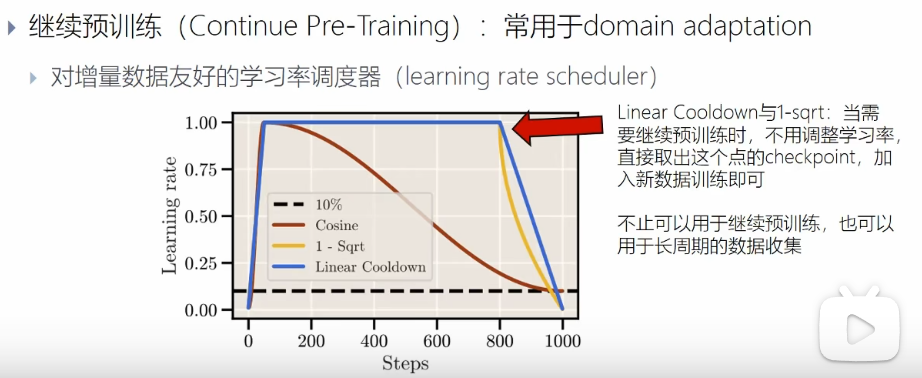 继续预训练（Continue Pre-Training）：常用于domain adaptation
对增量数据友好的学习率调度器（learning rate scheduler）
Linear Cooldown与1-sqrt：当需
要继续预训练时，不用调整学习率，
直接取出这个点的checkpoint，加
入新数据训练即可
不止可以用于继续预训练，也可以
用于长周期的数据收集
Learning rate
1.00
0.75
0.50
0.25
0.00
10%
Cosine
1 - Sqrt
Linear Cooldown
0
200
400
600
800
1000
Steps